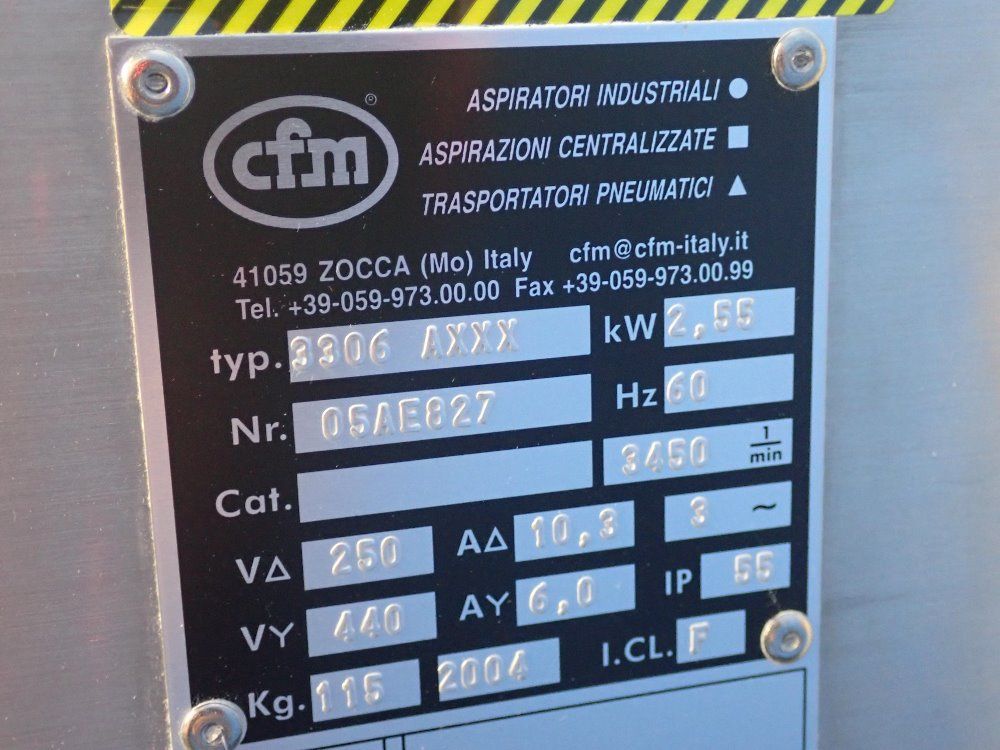 cfm ®
ASPIRATORI INDUSTRIALI ●
ASPIRAZIONI CENTRALIZZATE ■
TRASPORTATORI PNEUMATICI ▲
41059 ZOCCA (Mo) Italy cfm@cfm-italy.it
Tel. +39-059-973.00.00 Fax +39-059-973.00.99
typ. 3306 AXXX kW 2,55
Nr. 05AE827 Hz 60
Cat. 3450 1/min
V△ 250 A△ 10,3 3 ~
VY 440 AY 6,0 IP 55
Kg. 115 2004 I.CL. F